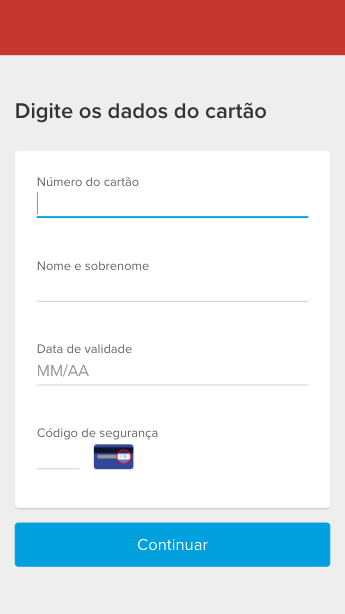 Digite os dados do cartão
Número do cartão
Nome e sobrenome
Data de validade
MM/AA
Código de segurança
Continuar